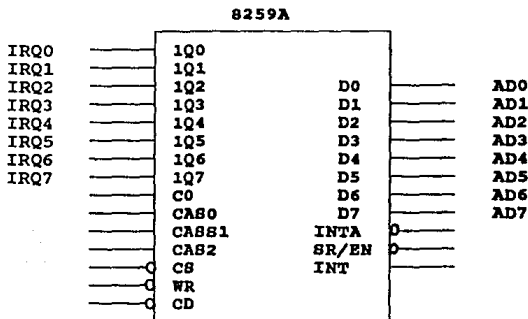 8259A
IRQ0 1Q0
IRQ1 1Q1
IRQ2 1Q2 D0 AD0
IRQ3 1Q3 D1 AD1
IRQ4 1Q4 D2 AD2
IRQ5 1Q5 D3 AD3
IRQ6 1Q6 D4 AD4
IRQ7 1Q7 D5 AD5
C0 D6 AD6
CAS0 D7 AD7
CASS1 INTA
CAS2 SR/EN
CS INT
WR
CD